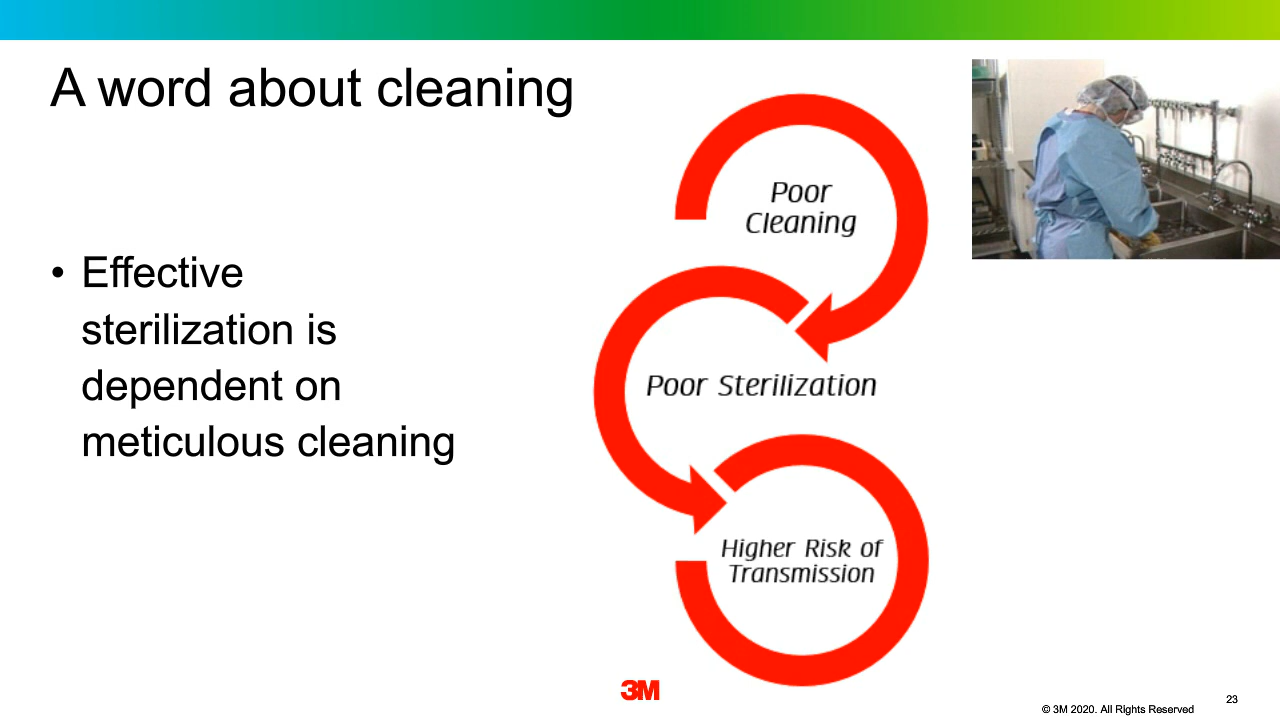 A word about cleaning
• Effective
sterilization is
dependent on
meticulous cleaning
Poor
Cleaning
Poor Sterilization
Higher Risk of
Transmission
3M
23
© 3M 2020. All Rights Reserved